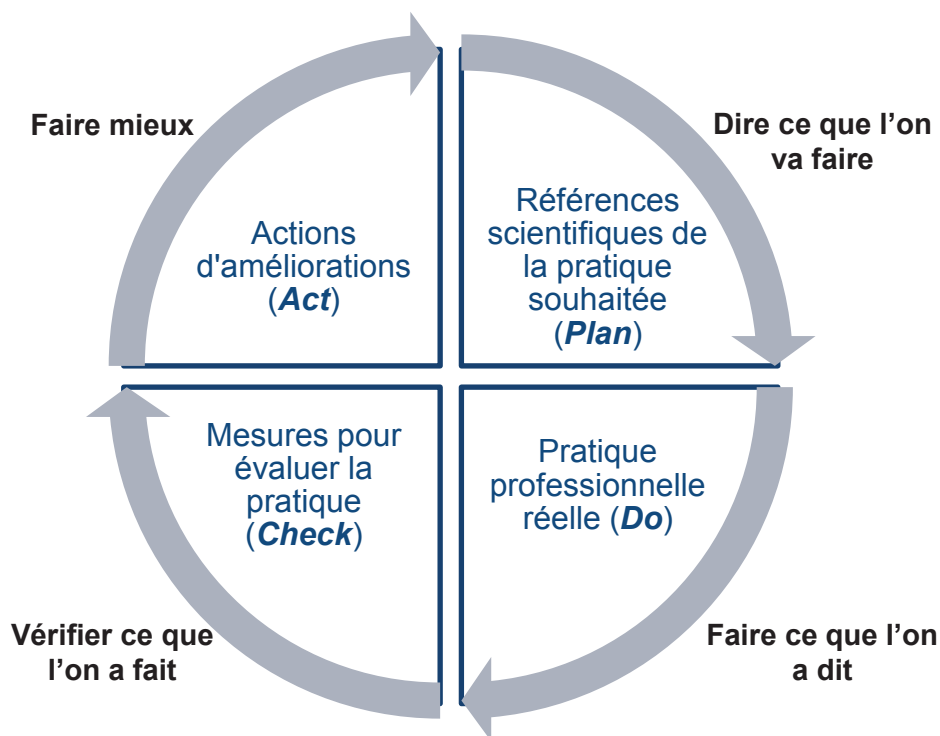 Faire mieux
Dire ce que l’on
va faire
Actions
d'améliorations
(Act)
Références
scientifiques de
la pratique
souhaitée
(Plan)
Mesures pour
évaluer la
pratique
(Check)
Pratique
professionnelle
réelle (Do)
Vérifier ce que
l’on a fait
Faire ce que l’on
a dit